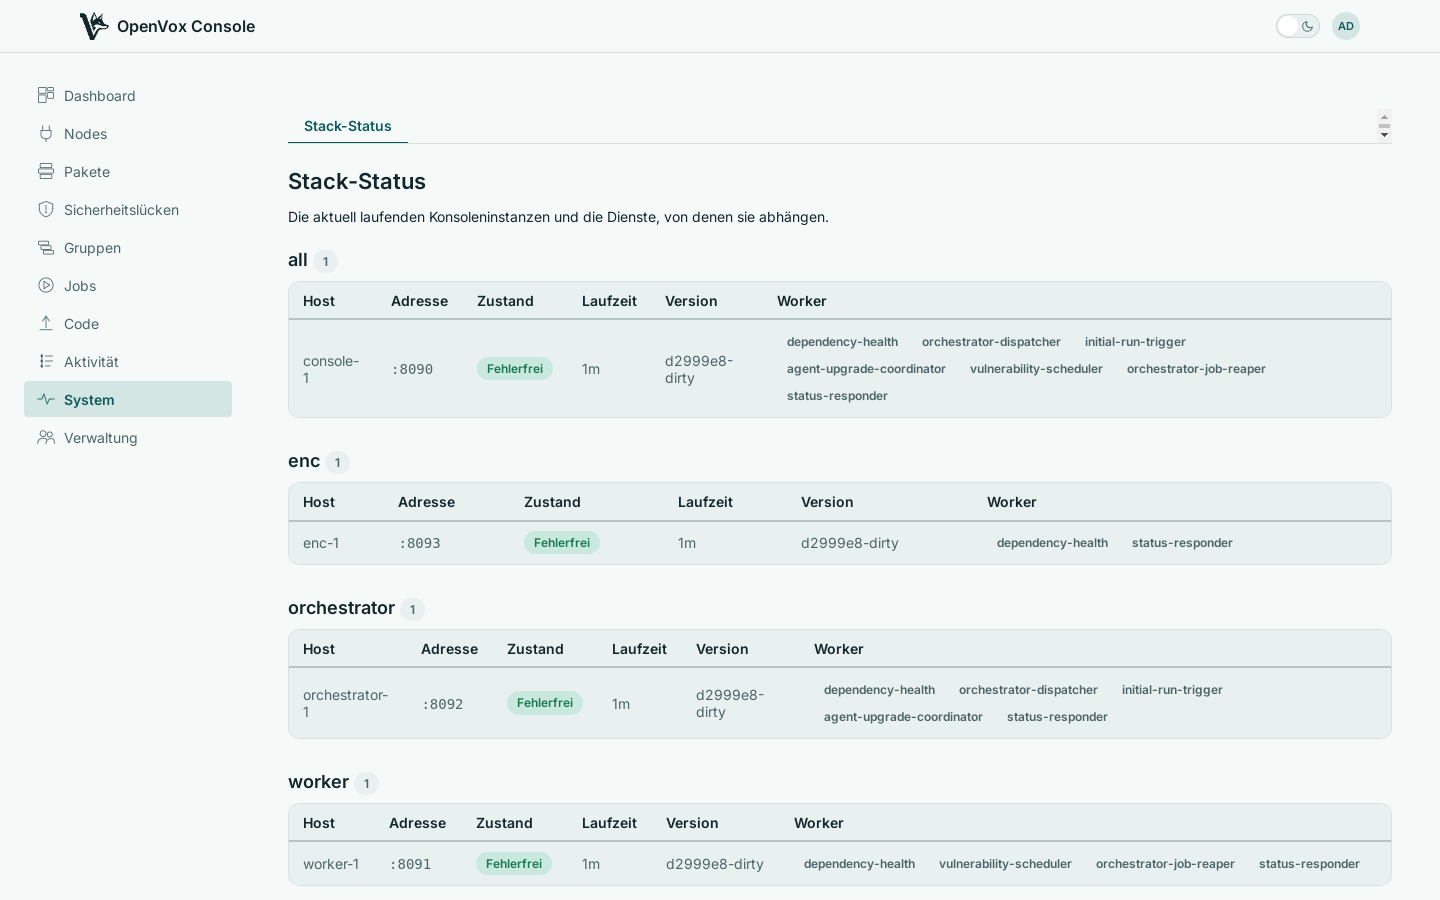 OpenVox Console
AD
Dashboard
Nodes
Pakete
Sicherheitslücken
Gruppen
Jobs
Code
Aktivität
System
Verwaltung
Stack-Status
Stack-Status
Die aktuell laufenden Konsoleninstanzen und die Dienste, von denen sie abhängen.
all 1
Host Adresse Zustand Laufzeit Version Worker
console-1 :8090 Fehlerfrei 1m d2999e8-dirty dependency-health orchestrator-dispatcher initial-run-trigger
agent-upgrade-coordinator vulnerability-scheduler orchestrator-job-reaper
status-responder
enc 1
Host Adresse Zustand Laufzeit Version Worker
enc-1 :8093 Fehlerfrei 1m d2999e8-dirty dependency-health status-responder
orchestrator 1
Host Adresse Zustand Laufzeit Version Worker
orchestrator-1 :8092 Fehlerfrei 1m d2999e8-dirty dependency-health orchestrator-dispatcher initial-run-trigger
agent-upgrade-coordinator status-responder
worker 1
Host Adresse Zustand Laufzeit Version Worker
worker-1 :8091 Fehlerfrei 1m d2999e8-dirty dependency-health vulnerability-scheduler orchestrator-job-reaper status-responder